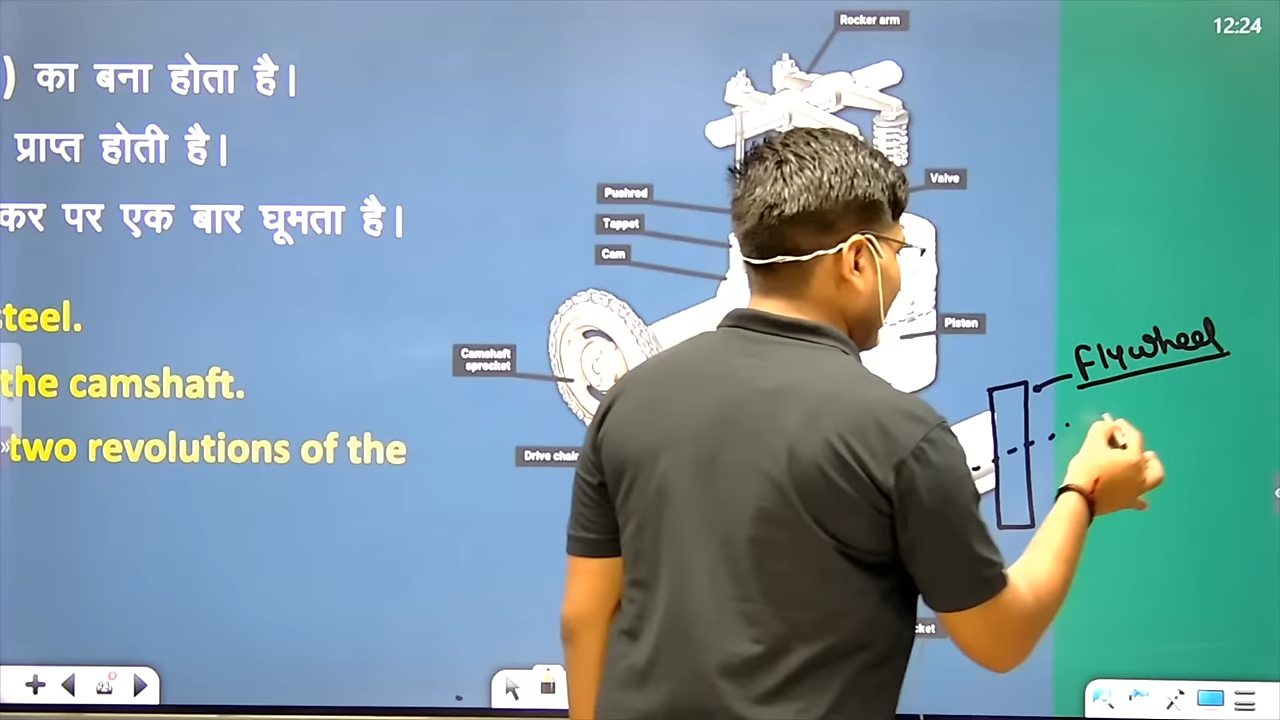 12:24
) का बना होता है।
प्राप्त होती है।
कर पर एक बार घूमता है।
steel.
the camshaft.
two revolutions of the
Rocker arm
Valve
Pushrod
Tappet
Cam
Piston
Camshaft
sprocket
Drive chain
Flywheel